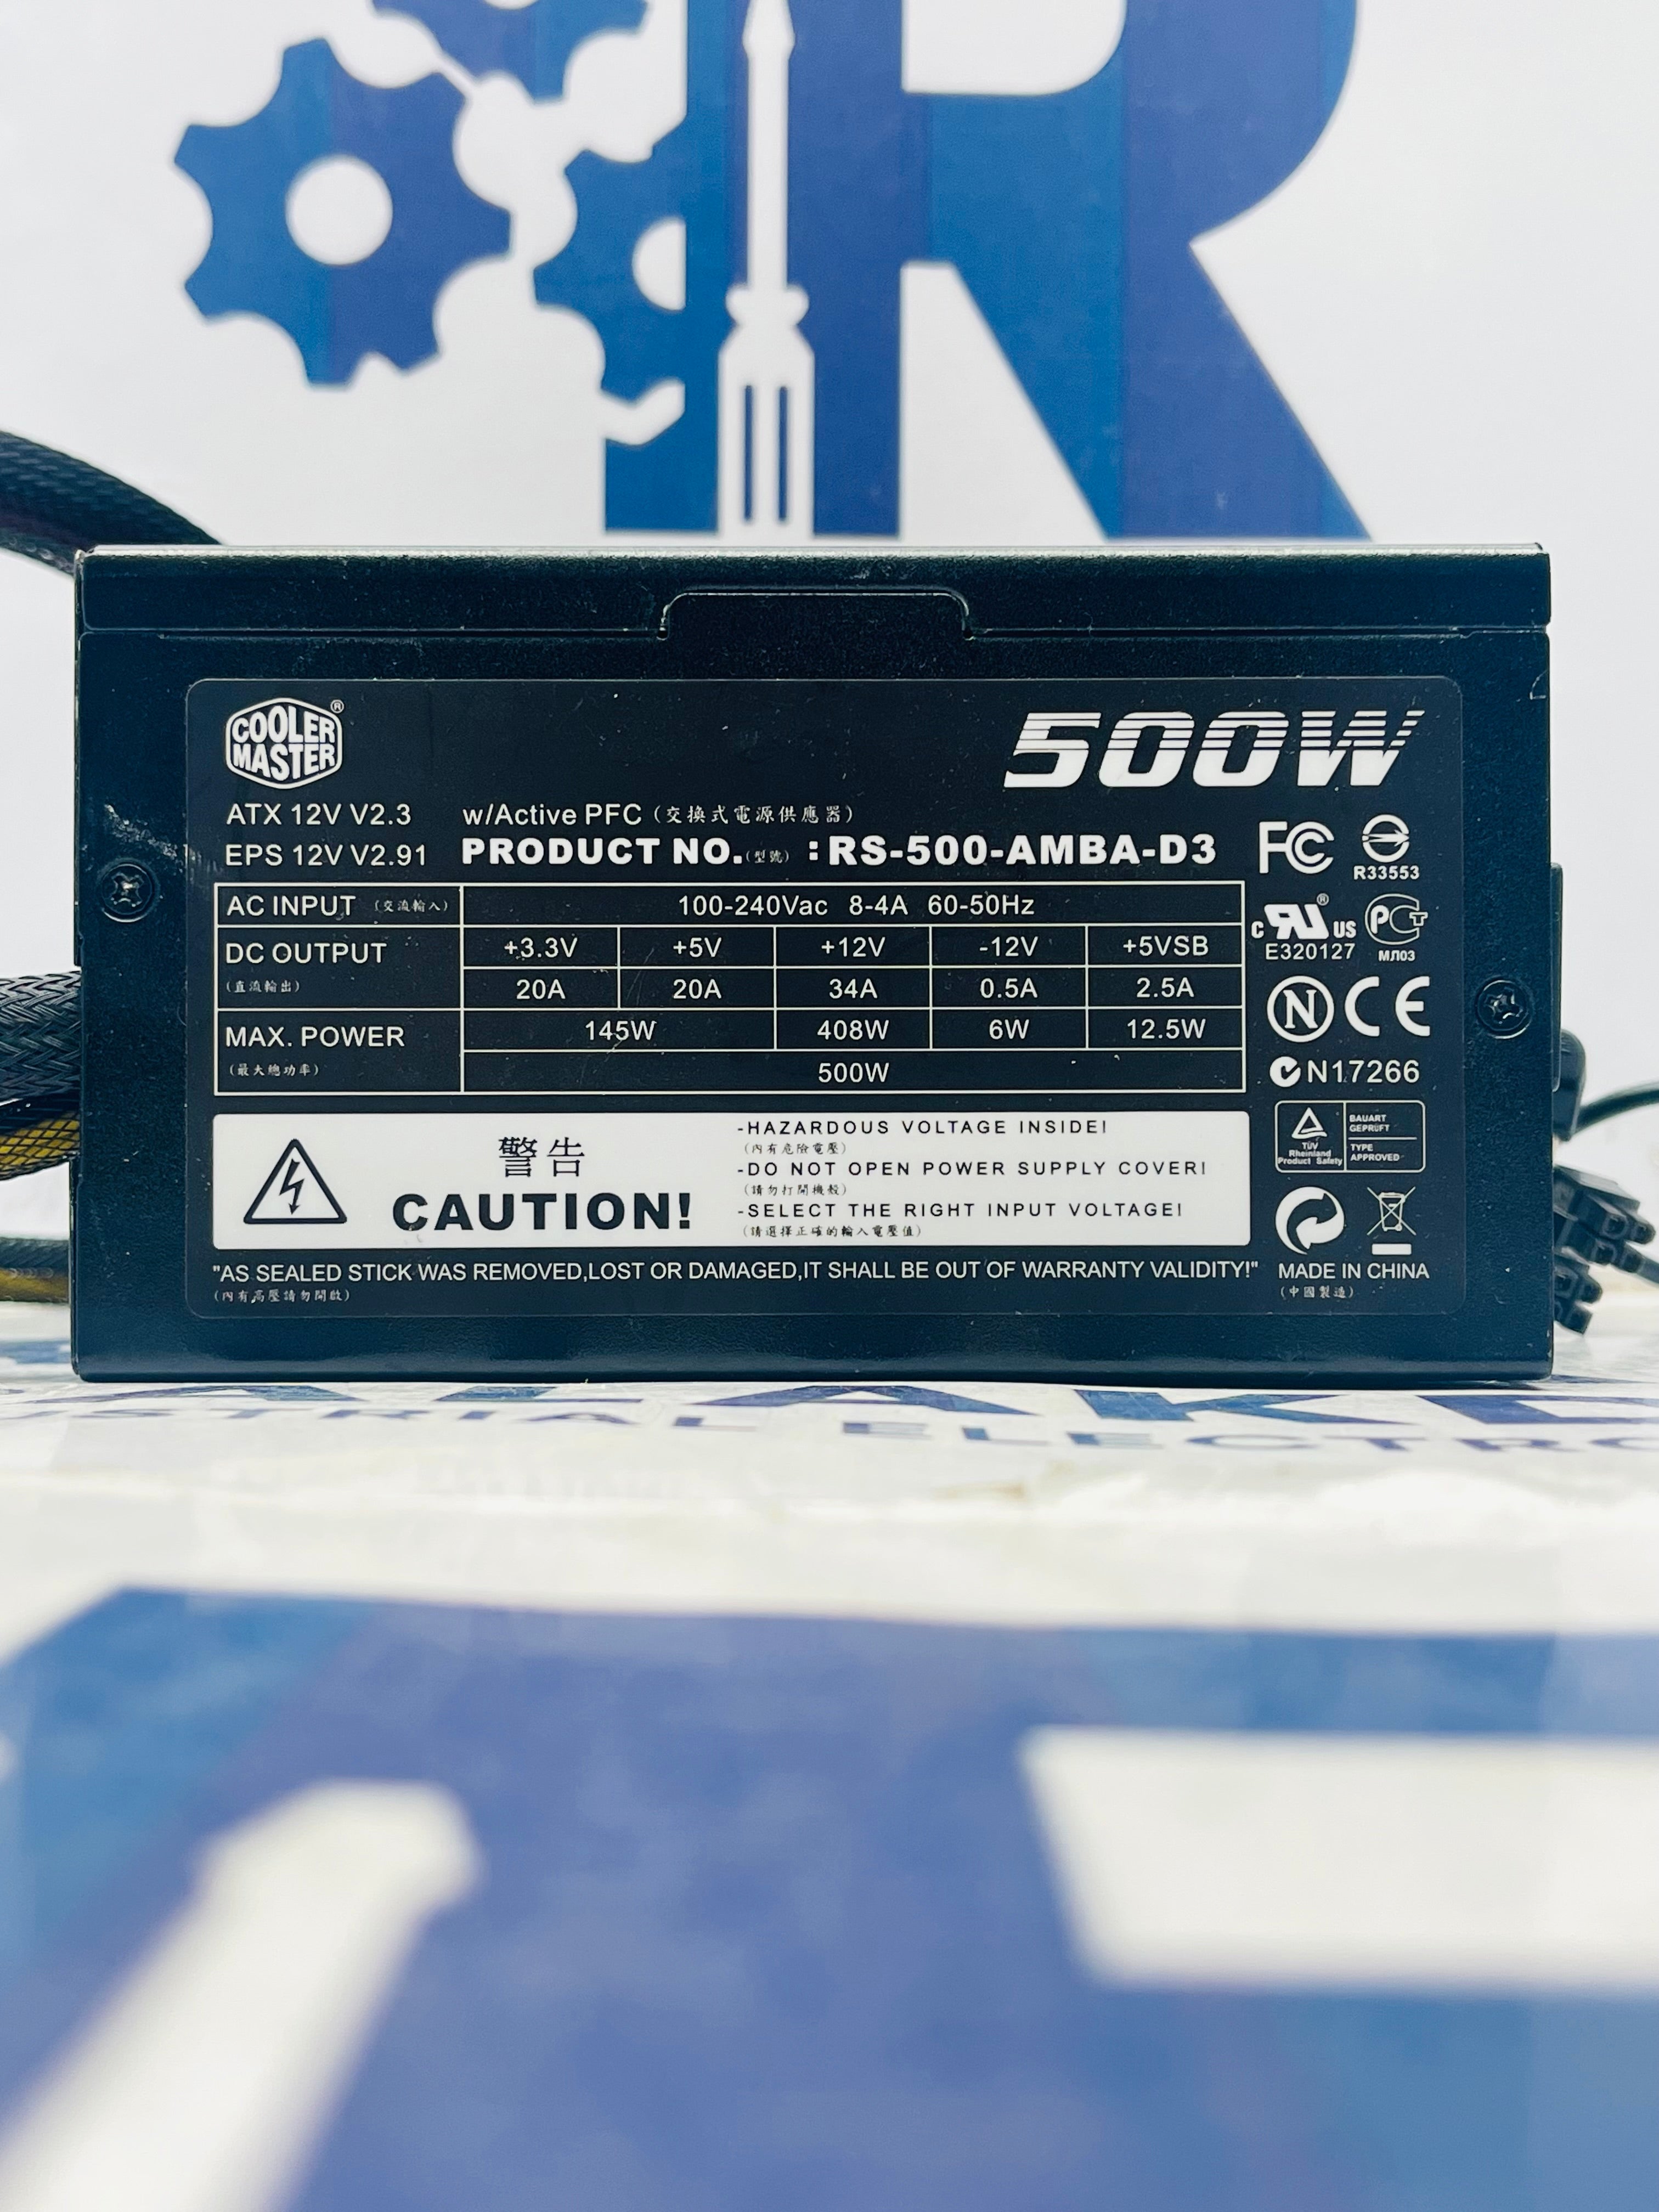 COOLER MASTER®
500W
ATX 12V V2.3 w/Active PFC (交換式電源供應器)
EPS 12V V2.91 PRODUCT NO.(型號) : RS-500-AMBA-D3
AC INPUT (交流輸入) 100-240Vac 8-4A 60-50Hz
DC OUTPUT +3.3V +5V +12V -12V +5VSB
(直流輸出) 20A 20A 34A 0.5A 2.5A
MAX. POWER 145W 408W 6W 12.5W
(最大總功率) 500W
FC R33553
c UR® US E320127 PCT МЛ03
N CE
N17266
TÜV Rheinland Product Safety
BAUART GEPRÜFT
TYPE APPROVED
警告
CAUTION!
-HAZARDOUS VOLTAGE INSIDE!
(內有危險電壓)
-DO NOT OPEN POWER SUPPLY COVER!
(請勿打開機殼)
-SELECT THE RIGHT INPUT VOLTAGE!
(請選擇正確的輸入電壓值)
"AS SEALED STICK WAS REMOVED,LOST OR DAMAGED,IT SHALL BE OUT OF WARRANTY VALIDITY!"
(內有高壓請勿開啟)
MADE IN CHINA
(中國製造)